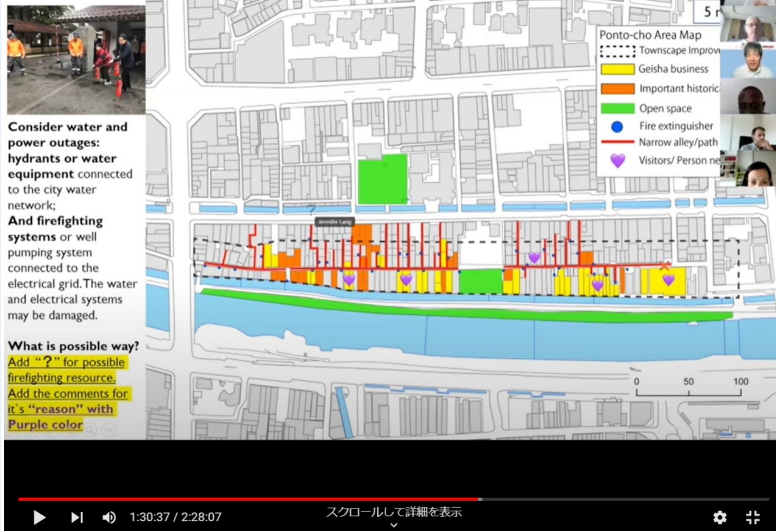 Consider water and
power outages:
hydrants or water
equipment connected
to the city water
network;
And firefighting
systems or well
pumping system
connected to the
electrical grid.The water
and electrical systems
may be damaged.
What is possible way?
Add “?” for possible
firefighting resource.
Add the comments for
it`s “reason” with
Purple color
5
Ponto-cho Area Map
Townscape Improve
Geisha business
Important historic
Open space
Fire extinguisher
Narrow alley/path
Visitors/ Person ne
?
Jennifer Lang
0 50 100
1:30:37 / 2:28:07
スクロールして詳細を表示